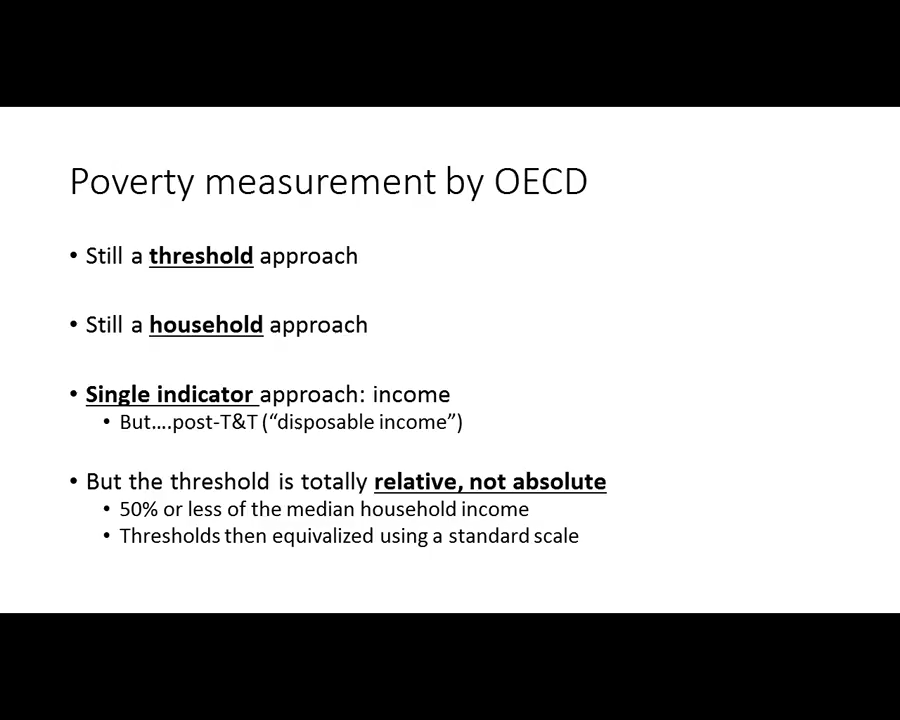 Poverty measurement by OECD
• Still a threshold approach
• Still a household approach
• Single indicator approach: income
• But....post-T&T (“disposable income”)
• But the threshold is totally relative, not absolute
• 50% or less of the median household income
• Thresholds then equivalized using a standard scale